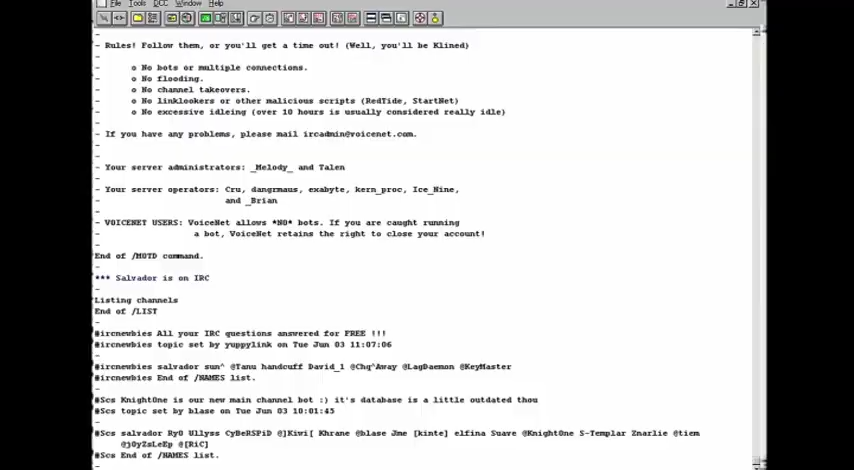 File Tools DCC Window Help
-
- Rules! Follow them, or you'll get a time out! (Well, you'll be Klined)
-
- o No bots or multiple connections.
- o No flooding.
- o No channel takeovers.
- o No linklookers or other malicious scripts (RedTide, StartNet)
- o No excessive idleing (over 10 hours is usually considered really idle)
-
- If you have any problems, please mail ircadmin@voicenet.com.
-
-
- Your server administrators: _Melody_ and Talen
-
- Your server operators: Cru, dangrmaus, exabyte, kern_proc, Ice_Nine,
- and _Brian
-
- VOICENET USERS: VoiceNet allows *NO* bots. If you are caught running
- a bot, VoiceNet retains the right to close your account!
-
End of /MOTD command.
-
*** Salvador is on IRC
-
Listing channels
End of /LIST
-
#ircnewbies All your IRC questions answered for FREE !!!
#ircnewbies topic set by yuppylink on Tue Jun 03 11:07:06
-
#ircnewbies salvador sun^ @Tanu handcuff David_1 @Chq^Away @LagDaemon @KeyMaster
#ircnewbies End of /NAMES list.
-
#Scs KnightOne is our new main channel bot :) it's database is a little outdated thou
#Scs topic set by blase on Tue Jun 03 10:01:45
-
#Scs salvador Ry0 Ullyss CyBeRSPiD @]Kiwi[ Khrane @blase Jme [kinte] elfina Suave @KnightOne S-Templar Znarlie @tiem
@j0yZsLeEp @[RiC]
#Scs End of /NAMES list.
-